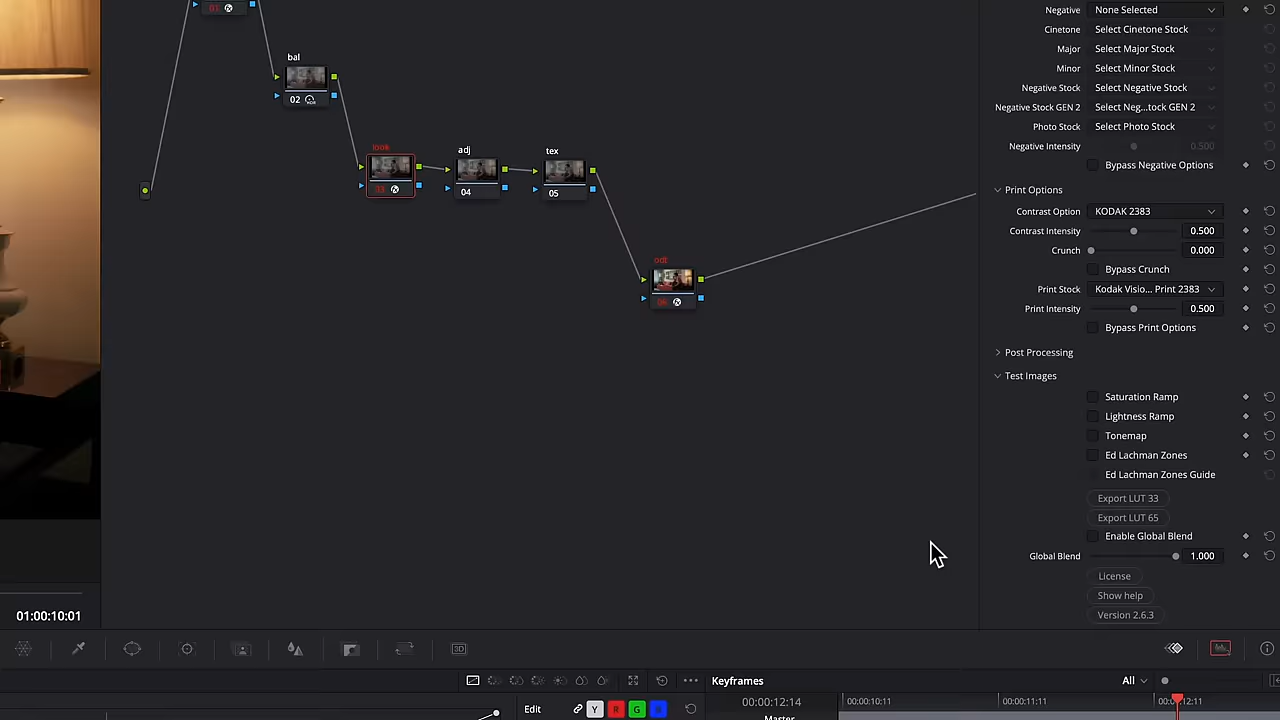 01
bal
02
look
adj
04
tex
05
odt
06
01:00:10:01
Negative None Selected
Cinetone Select Cinetone Stock
Major Select Major Stock
Minor Select Minor Stock
Negative Stock Select Negative Stock
Negative Stock GEN 2 Select Neg...tock GEN 2
Photo Stock Select Photo Stock
Negative Intensity 0.500
Bypass Negative Options
Print Options
Contrast Option KODAK 2383
Contrast Intensity 0.500
Crunch 0.000
Bypass Crunch
Print Stock Kodak Visio... Print 2383
Print Intensity 0.500
Bypass Print Options
Post Processing
Test Images
Saturation Ramp
Lightness Ramp
Tonemap
Ed Lachman Zones
Ed Lachman Zones Guide
Export LUT 33
Export LUT 65
Enable Global Blend
Global Blend 1.000
License
Show help
Version 2.6.3
3D
Keyframes All
Edit Y R G B
00:00:12:14 00:00:10:11 00:00:11:11
Master